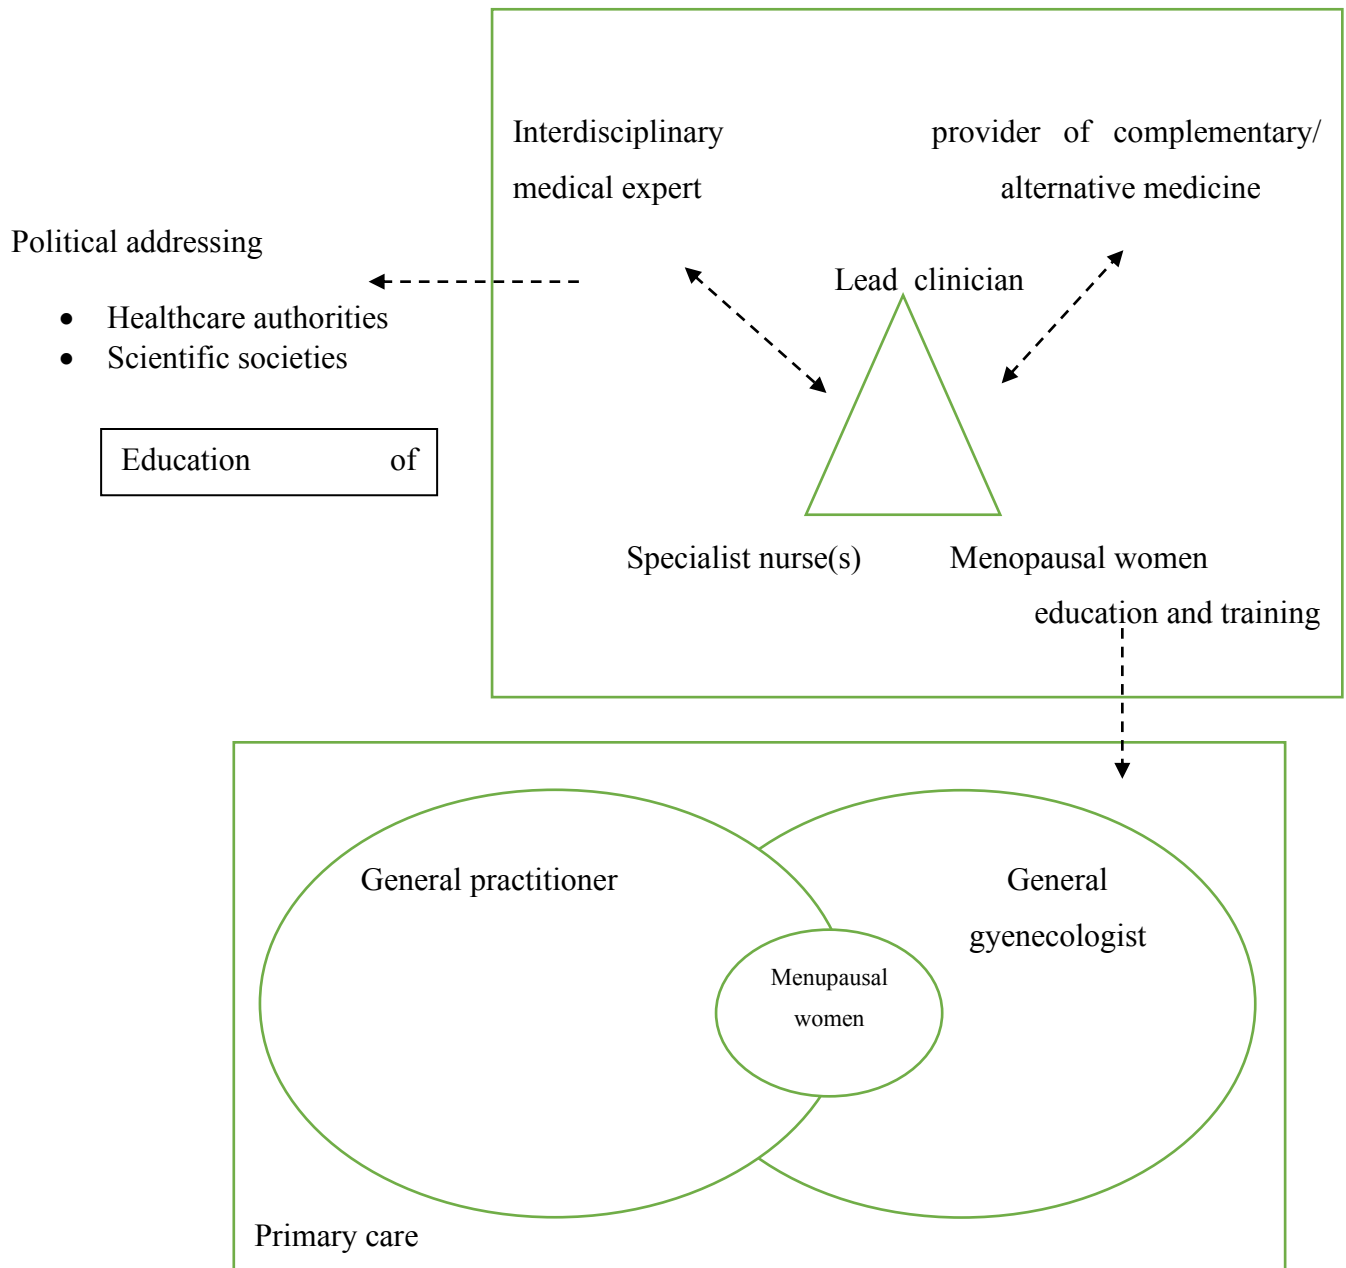 Interdisciplinary
medical expert
provider of complementary/
alternative medicine
Political addressing
Lead clinician
• Healthcare authorities
• Scientific societies
Education of
Specialist nurse(s)
Menopausal women
education and training
General practitioner
General
gyenecologist
Menupausal
women
Primary care